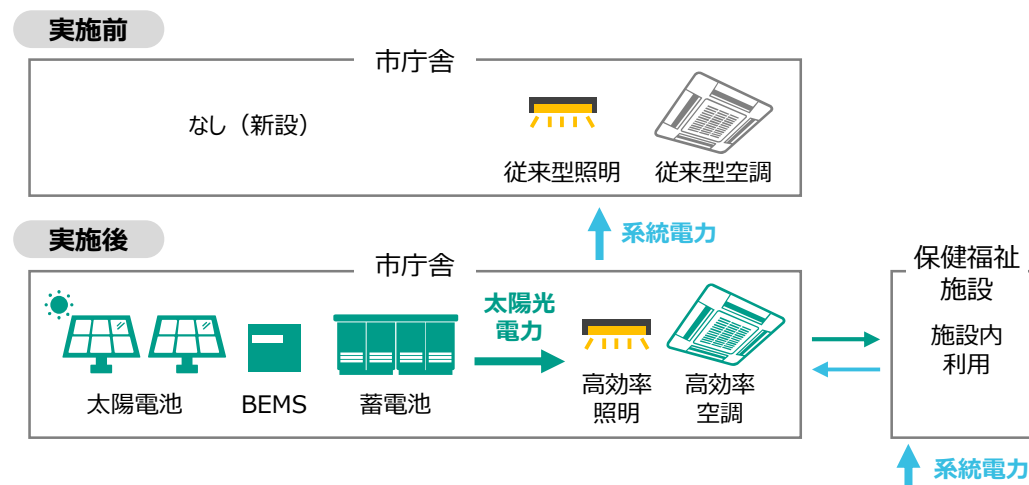 実施前
市庁舎
なし（新設）
従来型照明
従来型空調
系統電力
実施後
市庁舎
太陽光
電力
太陽電池
BEMS
蓄電池
高効率
照明
高効率
空調
保健福祉
施設
施設内
利用
系統電力